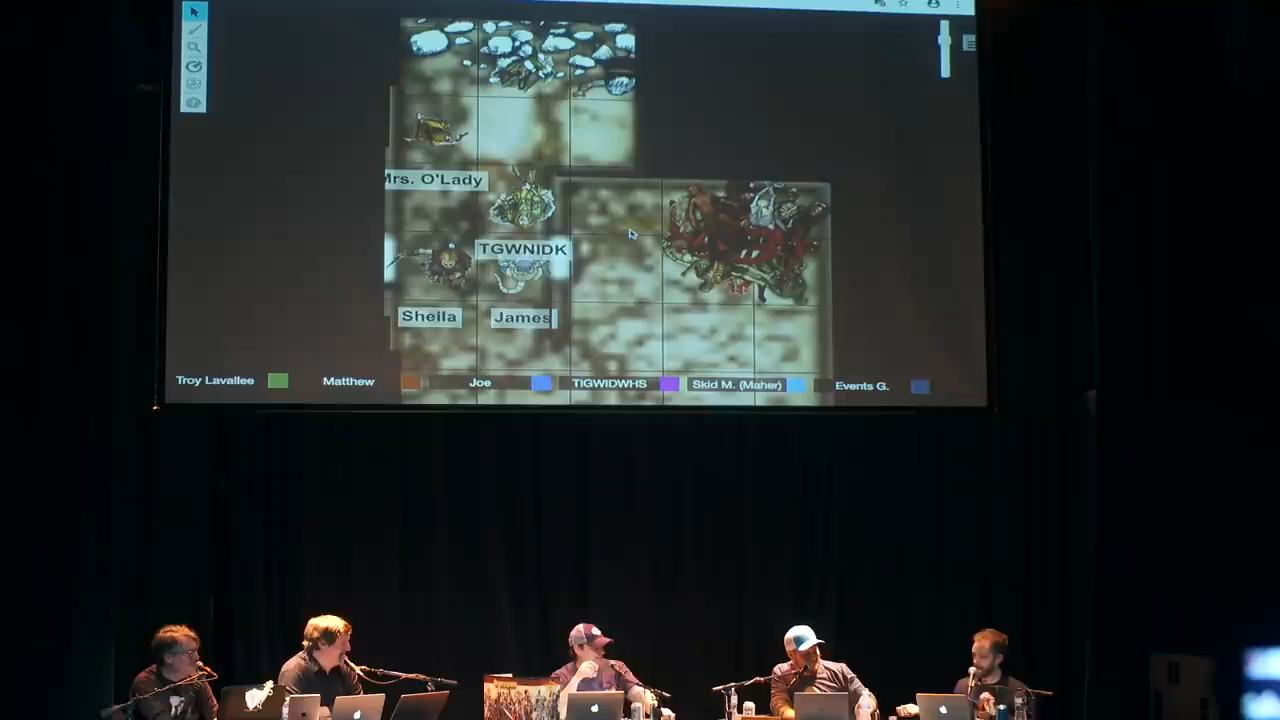 Mrs. O'Lady
TGWNIDK
Sheila
James
Troy Lavallee
Matthew
Joe
TIGWIDWHS
Skid M. (Maher)
Events G.